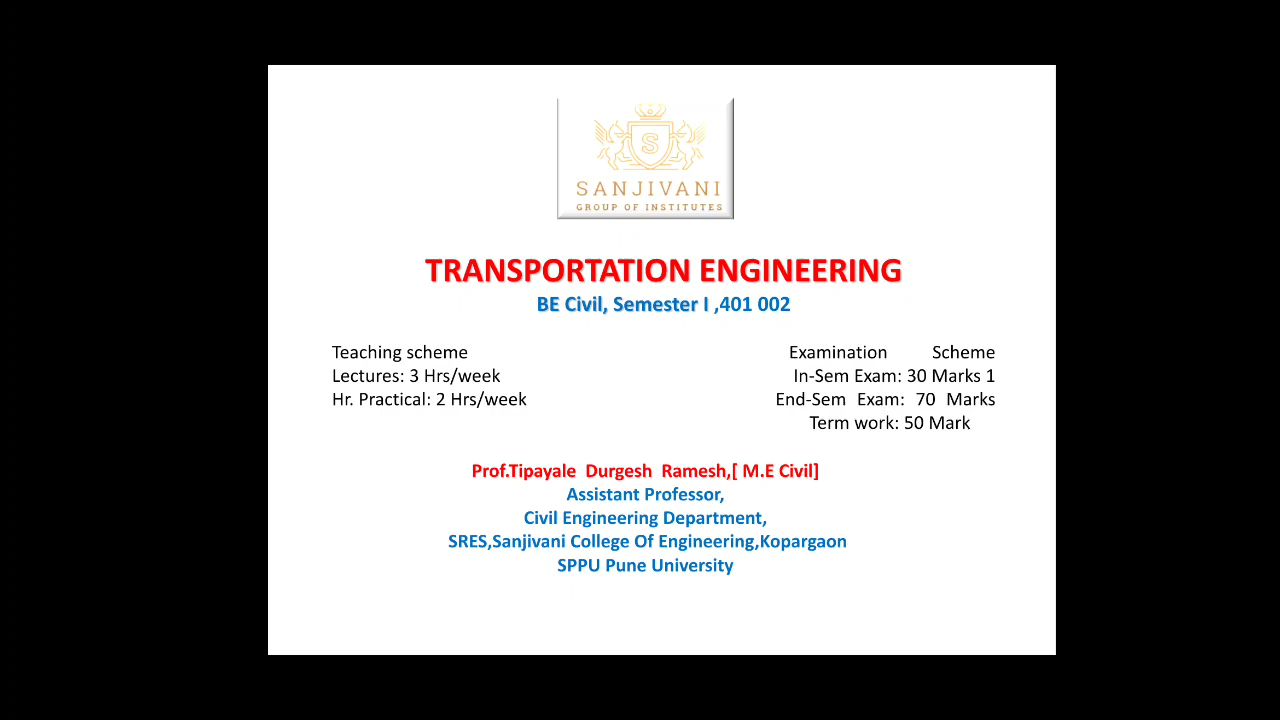 S
SANJIVANI
GROUP OF INSTITUTES
TRANSPORTATION ENGINEERING
BE Civil, Semester I ,401 002
Teaching scheme
Lectures: 3 Hrs/week
Hr. Practical: 2 Hrs/week
Examination Scheme
In-Sem Exam: 30 Marks 1
End-Sem Exam: 70 Marks
Term work: 50 Mark
Prof.Tipayale Durgesh Ramesh,[ M.E Civil]
Assistant Professor,
Civil Engineering Department,
SRES,Sanjivani College Of Engineering,Kopargaon
SPPU Pune University